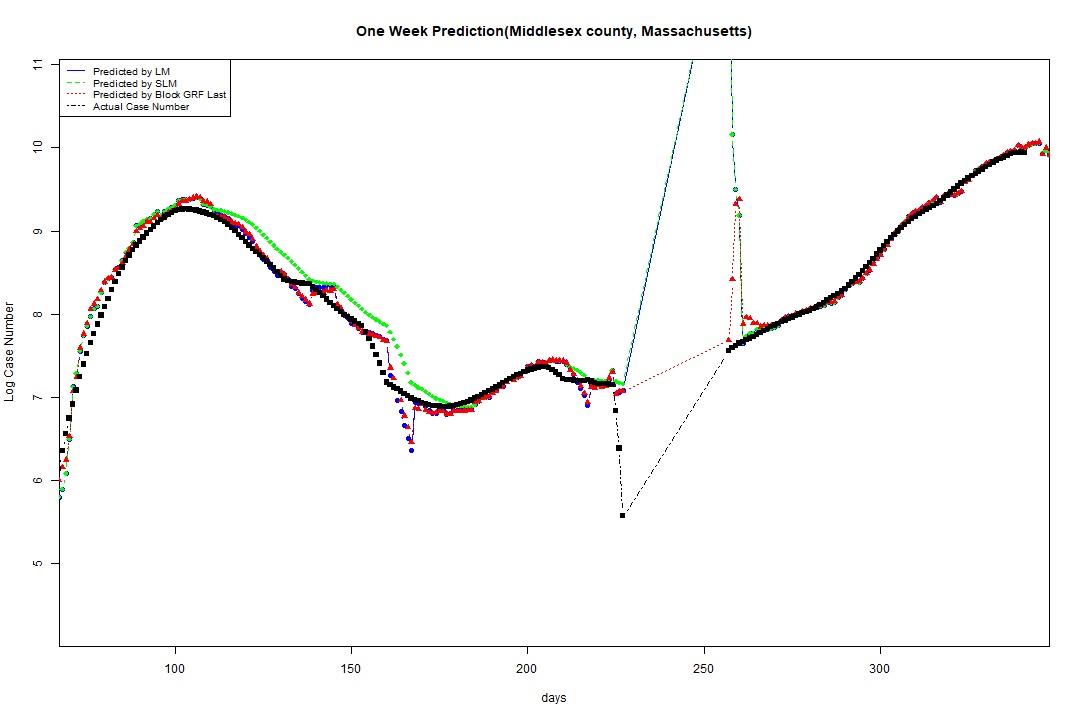 One Week Prediction(Middlesex county, Massachusetts)
Predicted by LM
Predicted by SLM
Predicted by Block GRF Last
Actual Case Number
11
10
9
8
7
6
5
Log Case Number
100 150 200 250 300
days